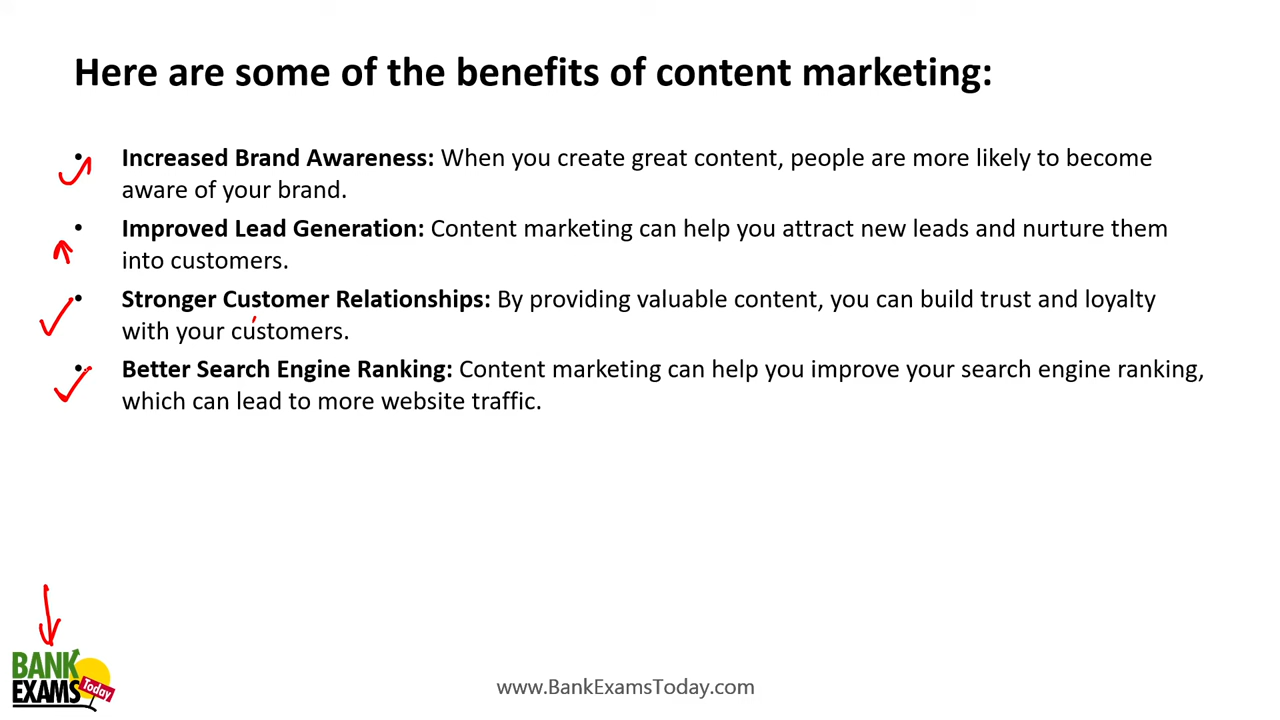 Here are some of the benefits of content marketing:
• Increased Brand Awareness: When you create great content, people are more likely to become
aware of your brand.
• Improved Lead Generation: Content marketing can help you attract new leads and nurture them
into customers.
• Stronger Customer Relationships: By providing valuable content, you can build trust and loyalty
with your customers.
• Better Search Engine Ranking: Content marketing can help you improve your search engine ranking,
which can lead to more website traffic.
BANK
EXAMS
Today
www.BankExamsToday.com